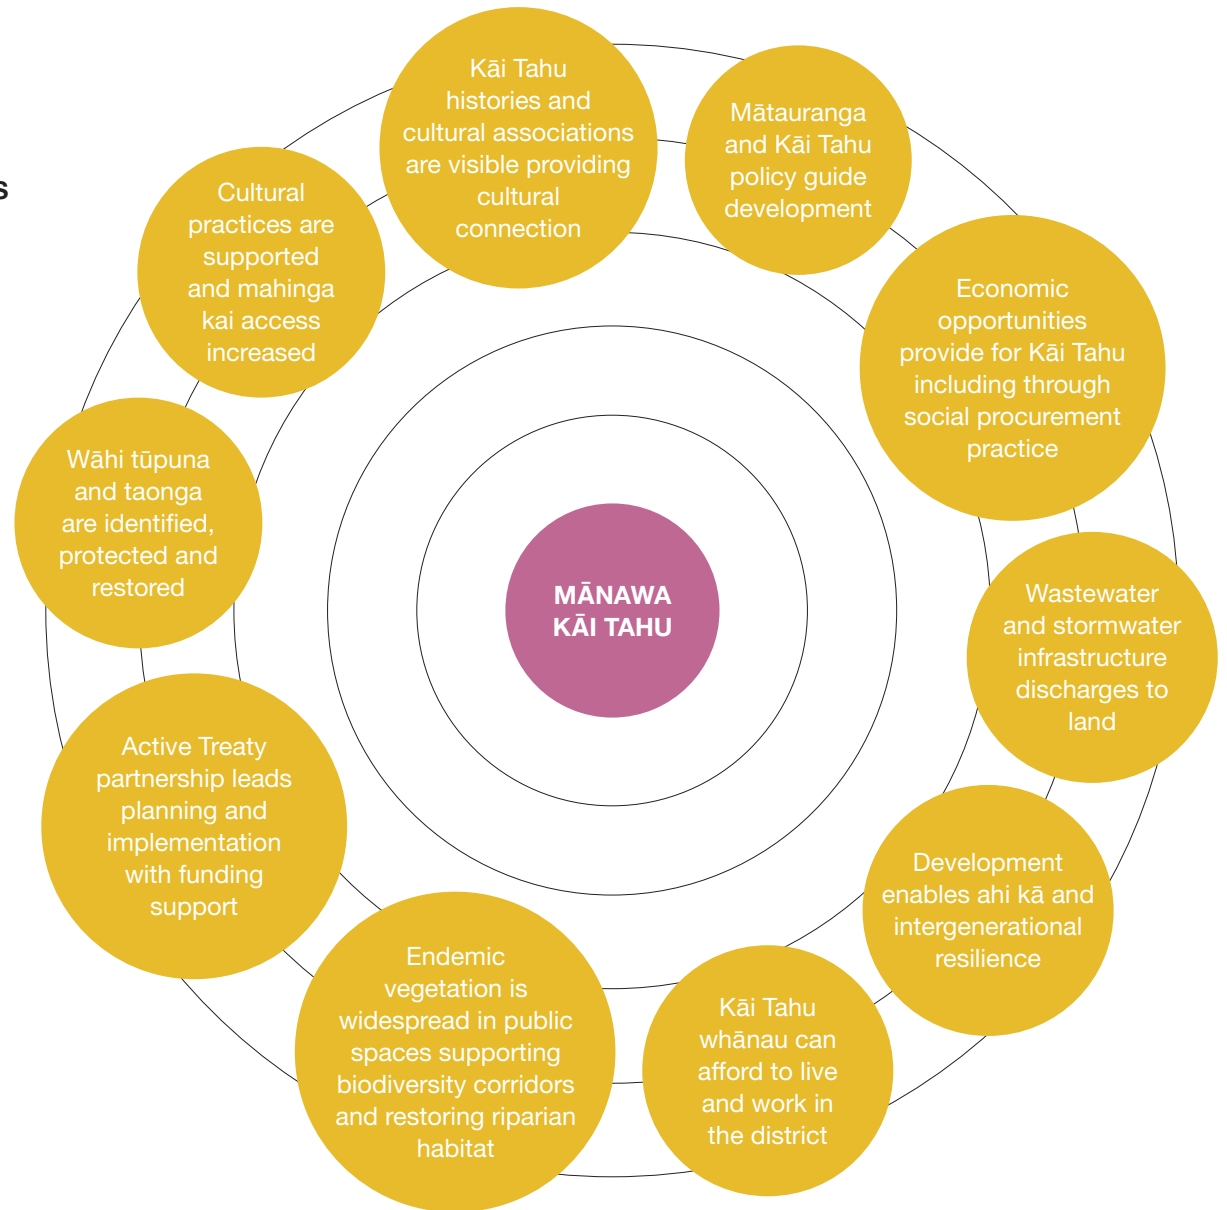 s
Kāi Tahu
histories and
cultural associations
are visible providing
cultural
connection
Mātauranga
and Kāi Tahu
policy guide
development
Economic
opportunities
provide for Kāi Tahu
including through
social procurement
practice
Wastewater
and stormwater
infrastructure
discharges to
land
Development
enables ahi kā and
intergenerational
resilience
Kāi Tahu
whānau can
afford to live
and work in
the district
Endemic
vegetation is
widespread in public
spaces supporting
biodiversity corridors
and restoring riparian
habitat
Active Treaty
partnership leads
planning and
implementation
with funding
support
Wāhi tūpuna
and taonga
are identified,
protected and
restored
Cultural
practices are
supported
and mahinga
kai access
increased
MĀNAWA
KĀI TAHU